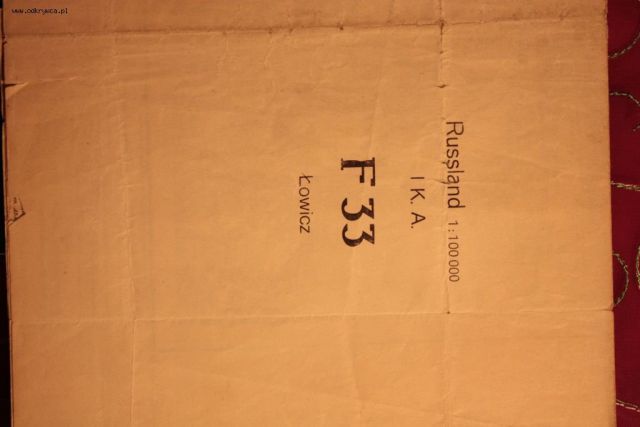 www.odkrywca.pl
Russland 1:100 000
I K. A.
F 33
Łowicz